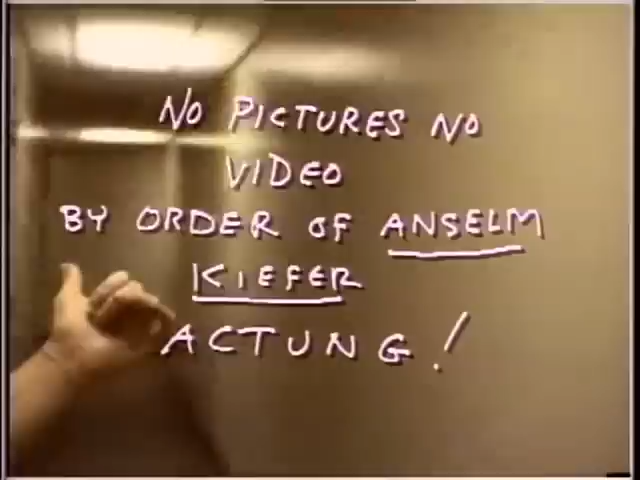 NO PICTURES NO
VIDEO
BY ORDER OF ANSELM
KIEFER
ACTUNG!